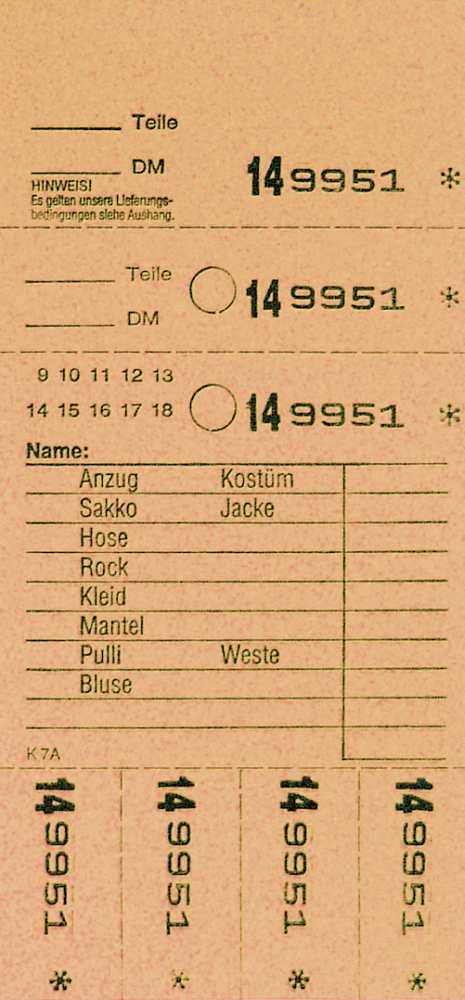 Teile
DM 149951 *
HINWEIS!
Es gelten unsere Lieferungs-
bedingungen siehe Aushang.
Teile
DM 149951 *
9 10 11 12 13
14 15 16 17 18 149951 *
Name:
Anzug Kostüm
Sakko Jacke
Hose
Rock
Kleid
Mantel
Pulli Weste
Bluse
K7A
149951 *
149951 *
149951 *
149951 *